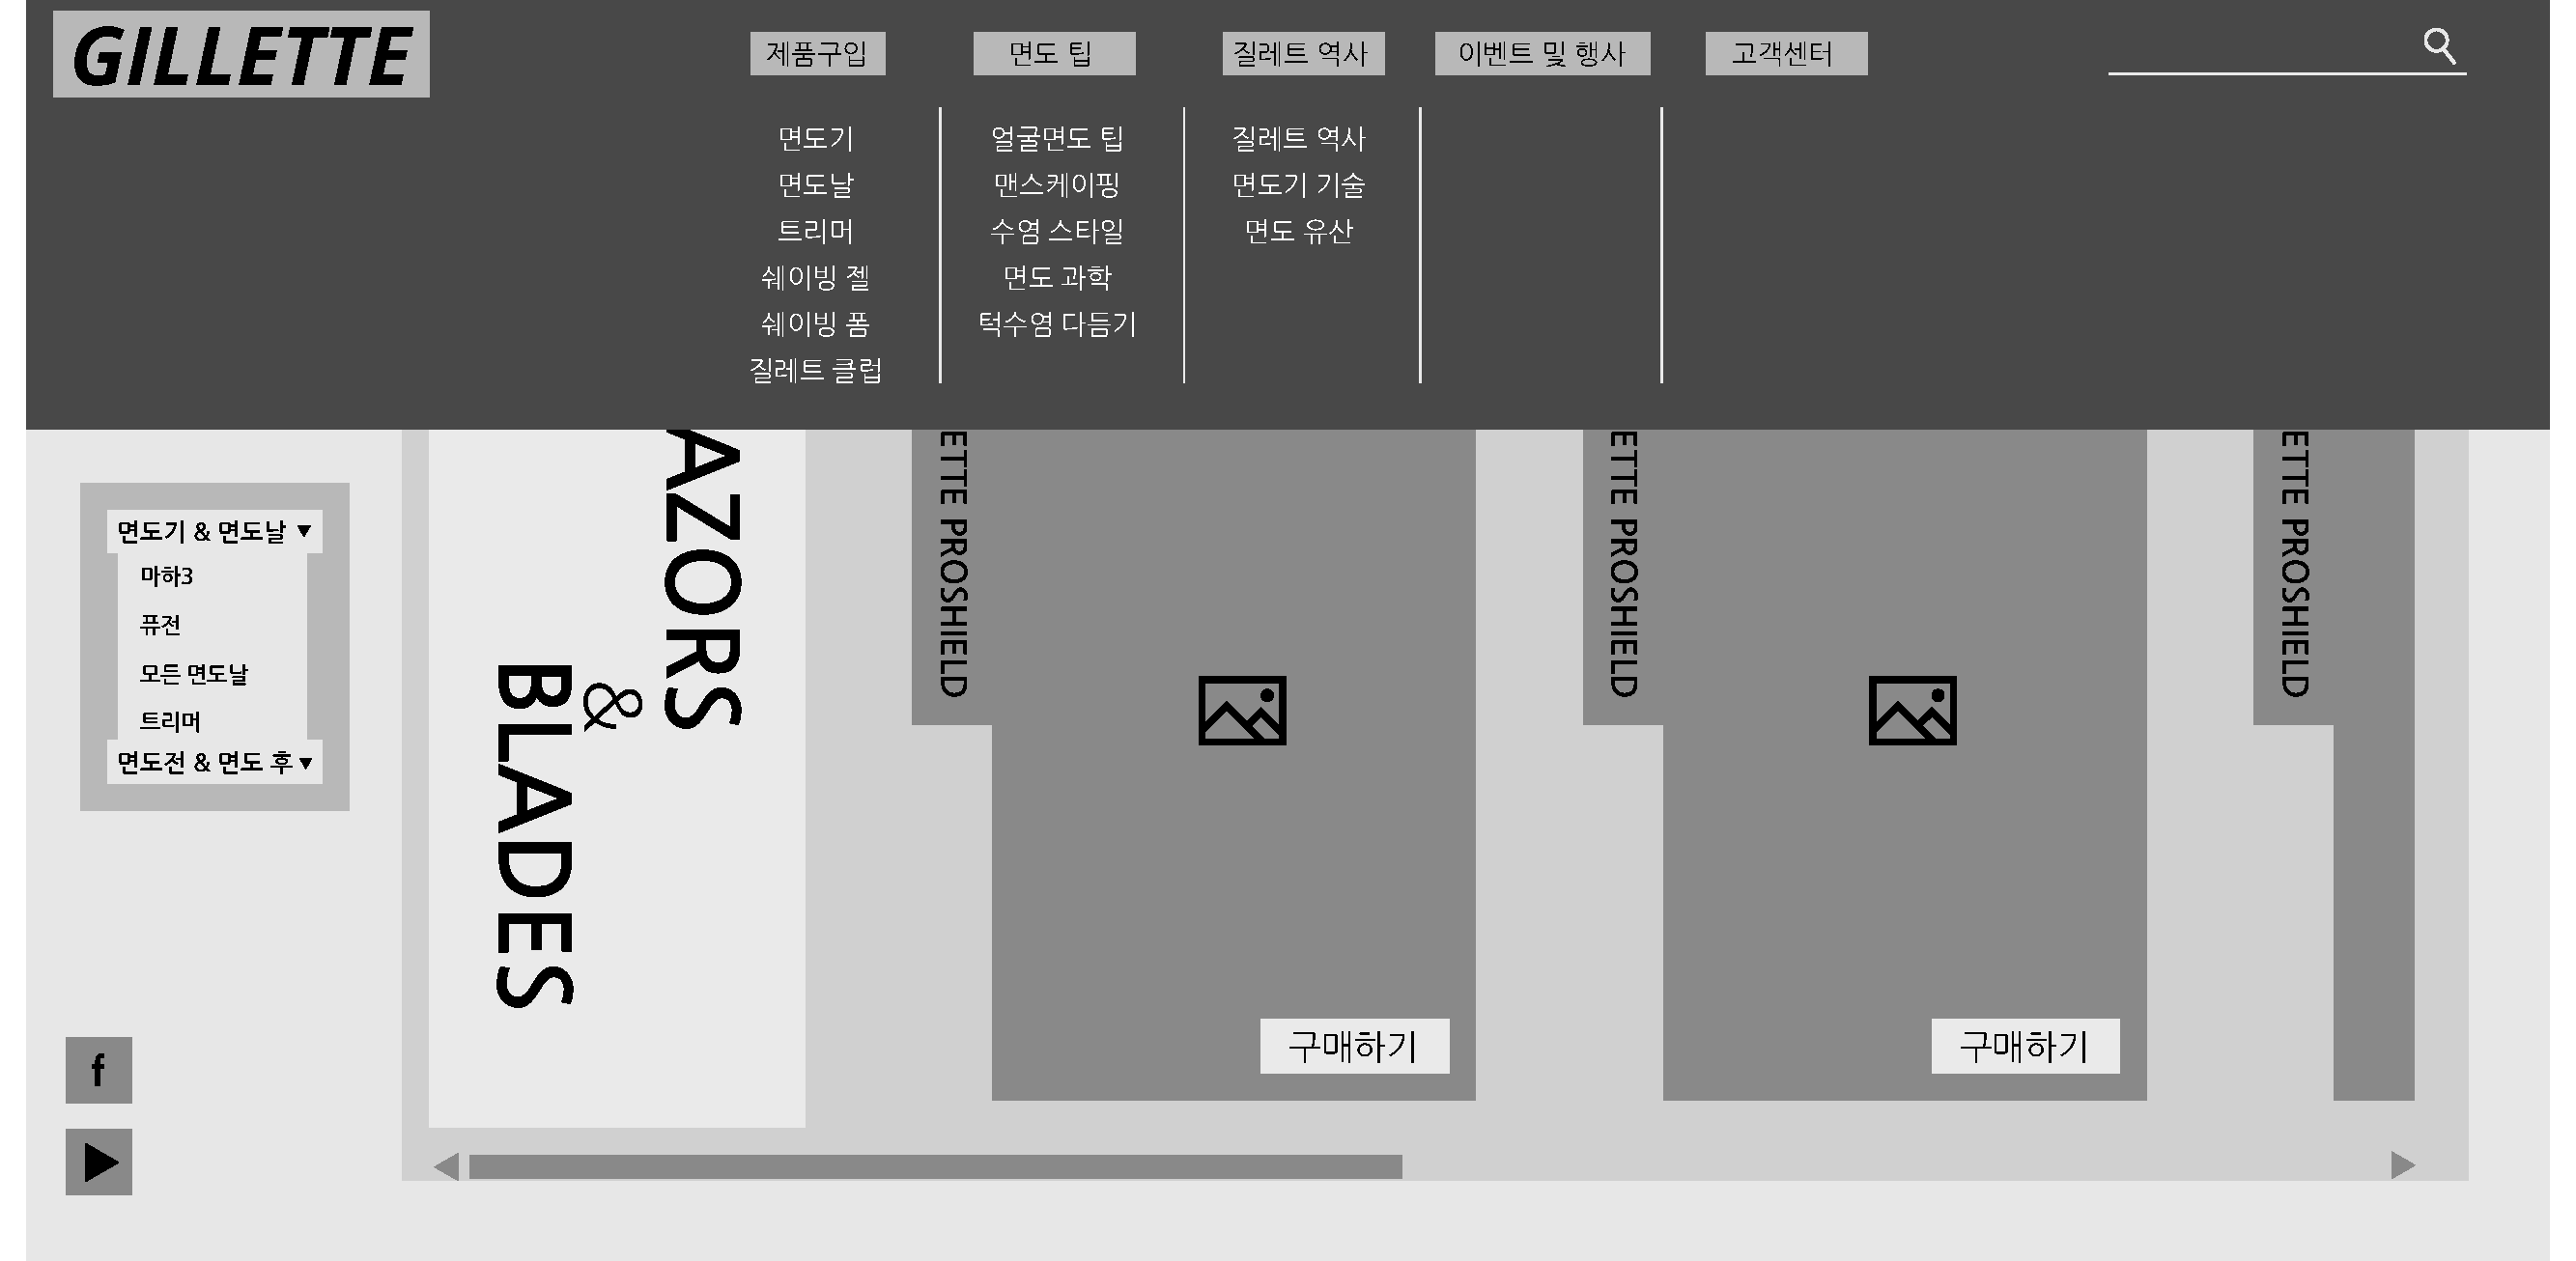 GILLETTE
제품구입
면도 팁
질레트 역사
이벤트 및 행사
고객센터
면도기
면도날
트리머
쉐이빙 젤
쉐이빙 폼
질레트 클럽
얼굴면도 팁
맨스케이핑
수염 스타일
면도 과학
턱수염 다듬기
질레트 역사
면도기 기술
면도 유산
면도기 & 면도날 ▼
마하3
퓨전
모든 면도날
트리머
면도전 & 면도 후 ▼
f
AZORS
&
BLADES
ETTE PROSHIELD
구매하기
ETTE PROSHIELD
구매하기
ETTE PROSHIELD